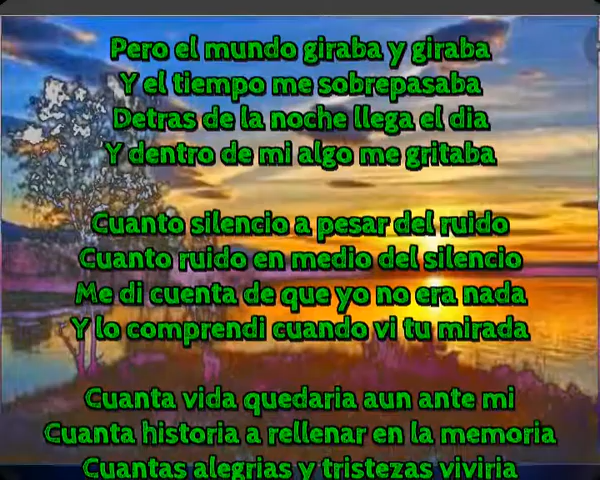 Pero el mundo giraba y giraba
Y el tiempo me sobrepasaba
Detras de la noche llega el dia
Y dentro de mi algo me gritaba
Cuanto silencio a pesar del ruido
Cuanto ruido en medio del silencio
Me di cuenta de que yo no era nada
Y lo comprendi cuando vi tu mirada
Cuanta vida quedaria aun ante mi
Cuanta historia a rellenar en la memoria
Cuantas alegrias y tristezas viviria